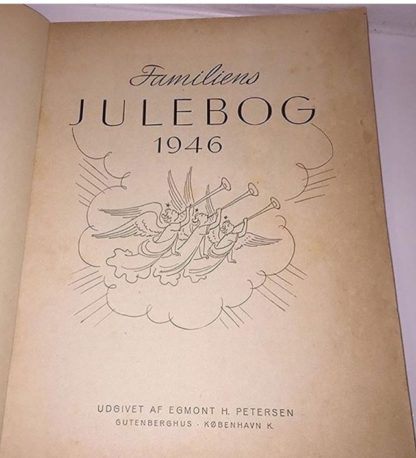 Familiens
JULEBOG
1946
UDGIVET AF EGMONT H. PETERSEN
GUTENBERGHUS - KØBENHAVN K.